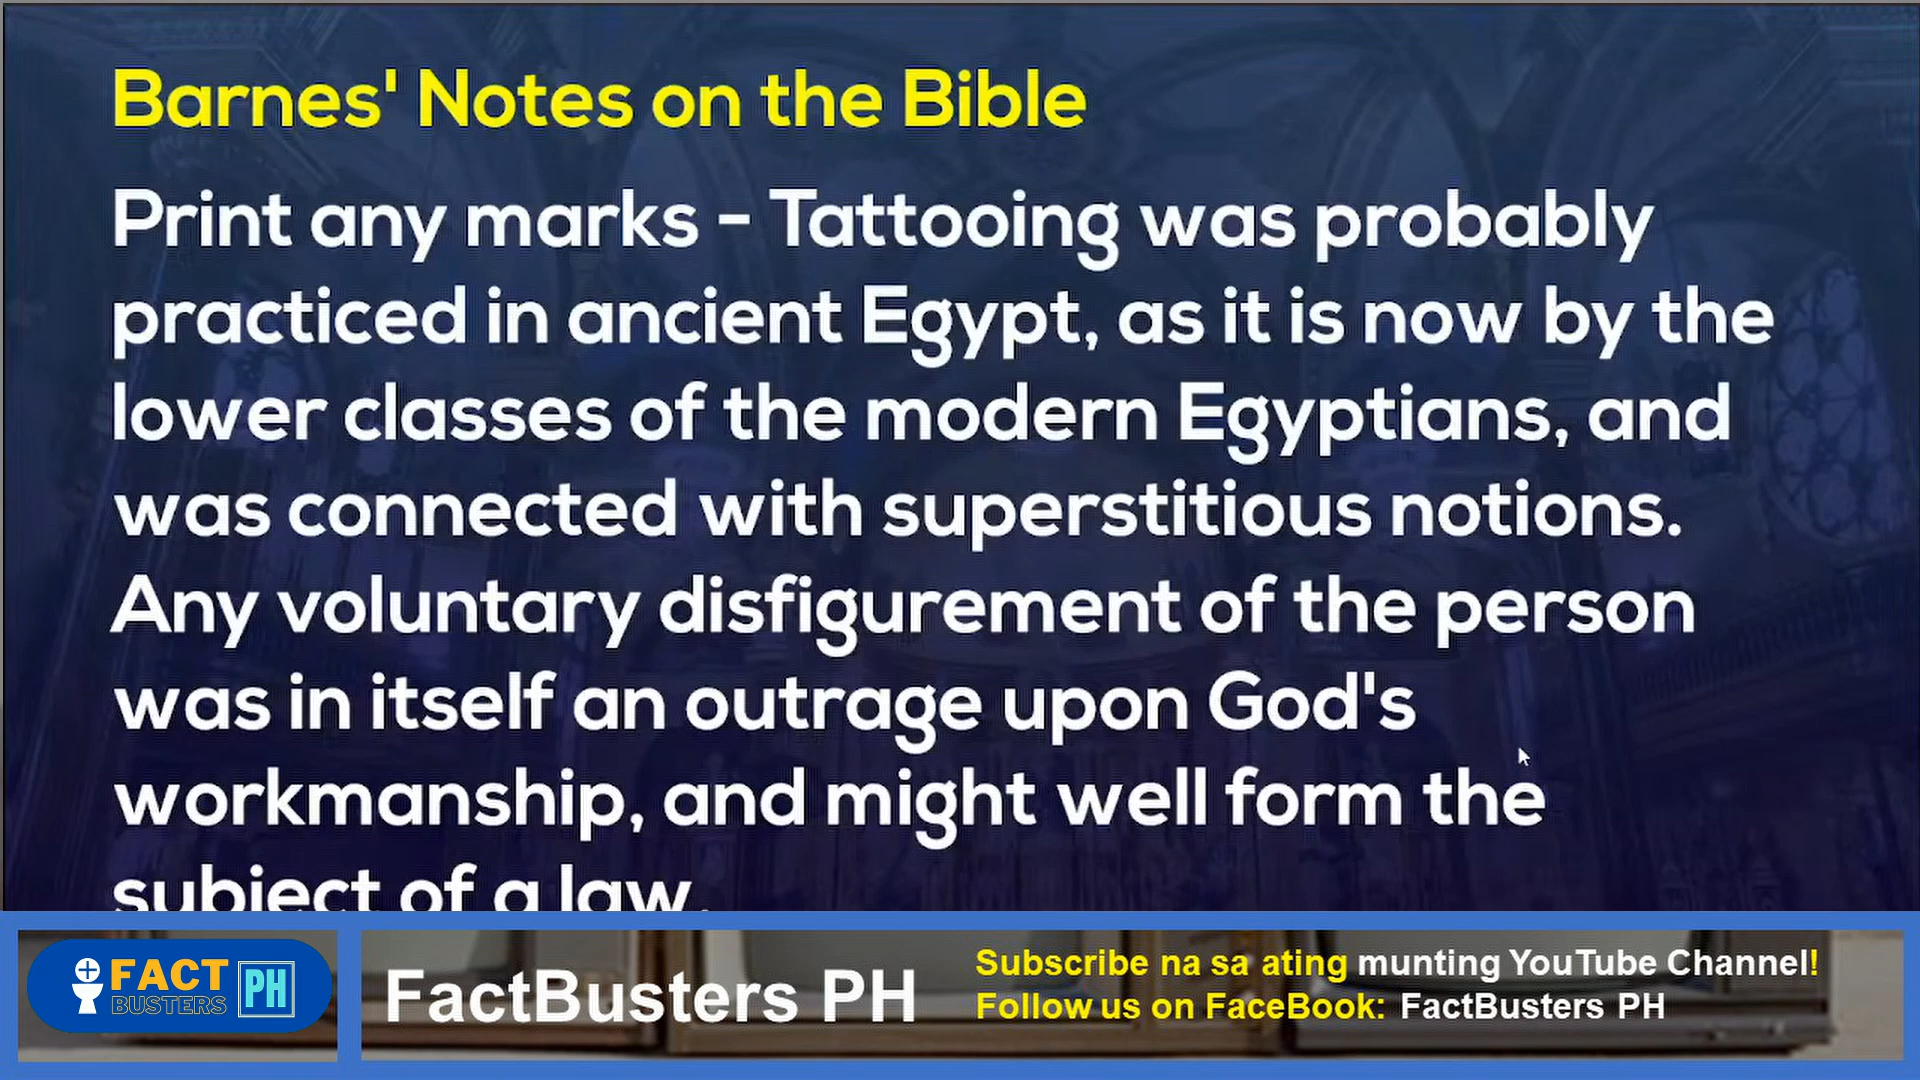 Barnes' Notes on the Bible
Print any marks - Tattooing was probably
practiced in ancient Egypt, as it is now by the
lower classes of the modern Egyptians, and
was connected with superstitious notions.
Any voluntary disfigurement of the person
was in itself an outrage upon God's
workmanship, and might well form the
subject of a law.
FACT
BUSTERS
PH
FactBusters PH
Subscribe na sa ating munting YouTube Channel!
Follow us on FaceBook: FactBusters PH